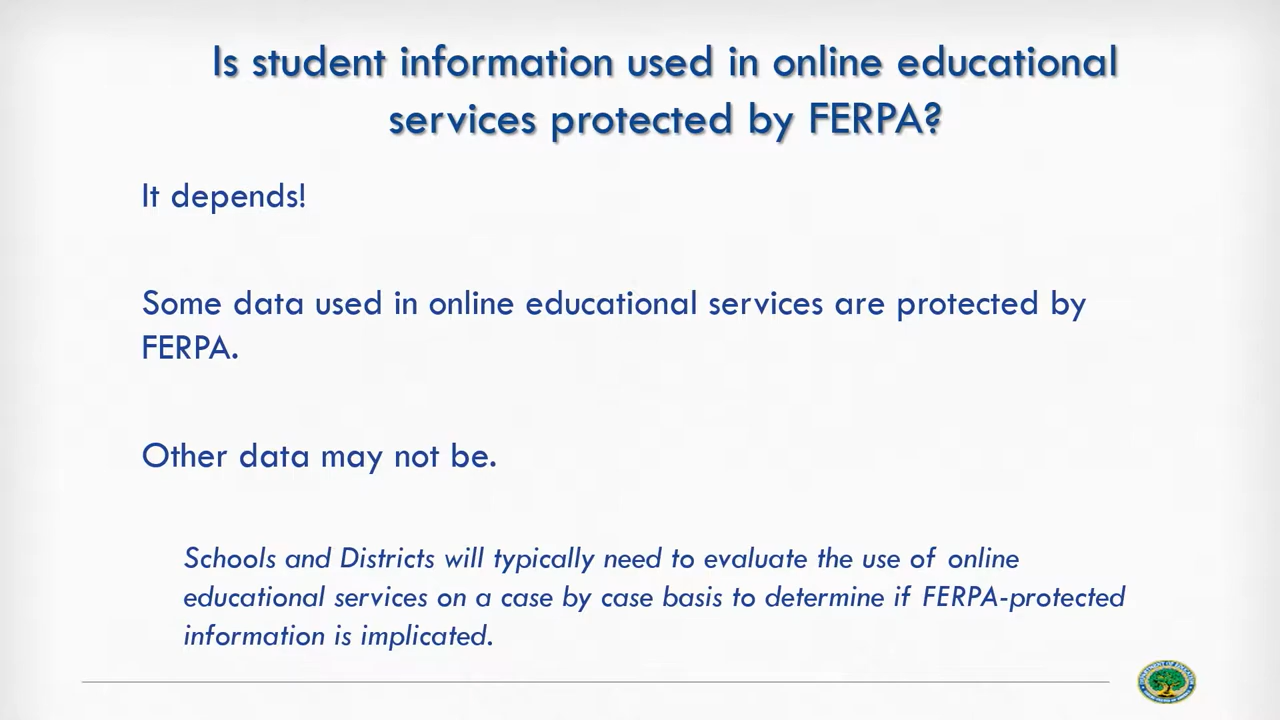 Is student information used in online educational
services protected by FERPA?
It depends!
Some data used in online educational services are protected by
FERPA.
Other data may not be.
Schools and Districts will typically need to evaluate the use of online
educational services on a case by case basis to determine if FERPA-protected
information is implicated.